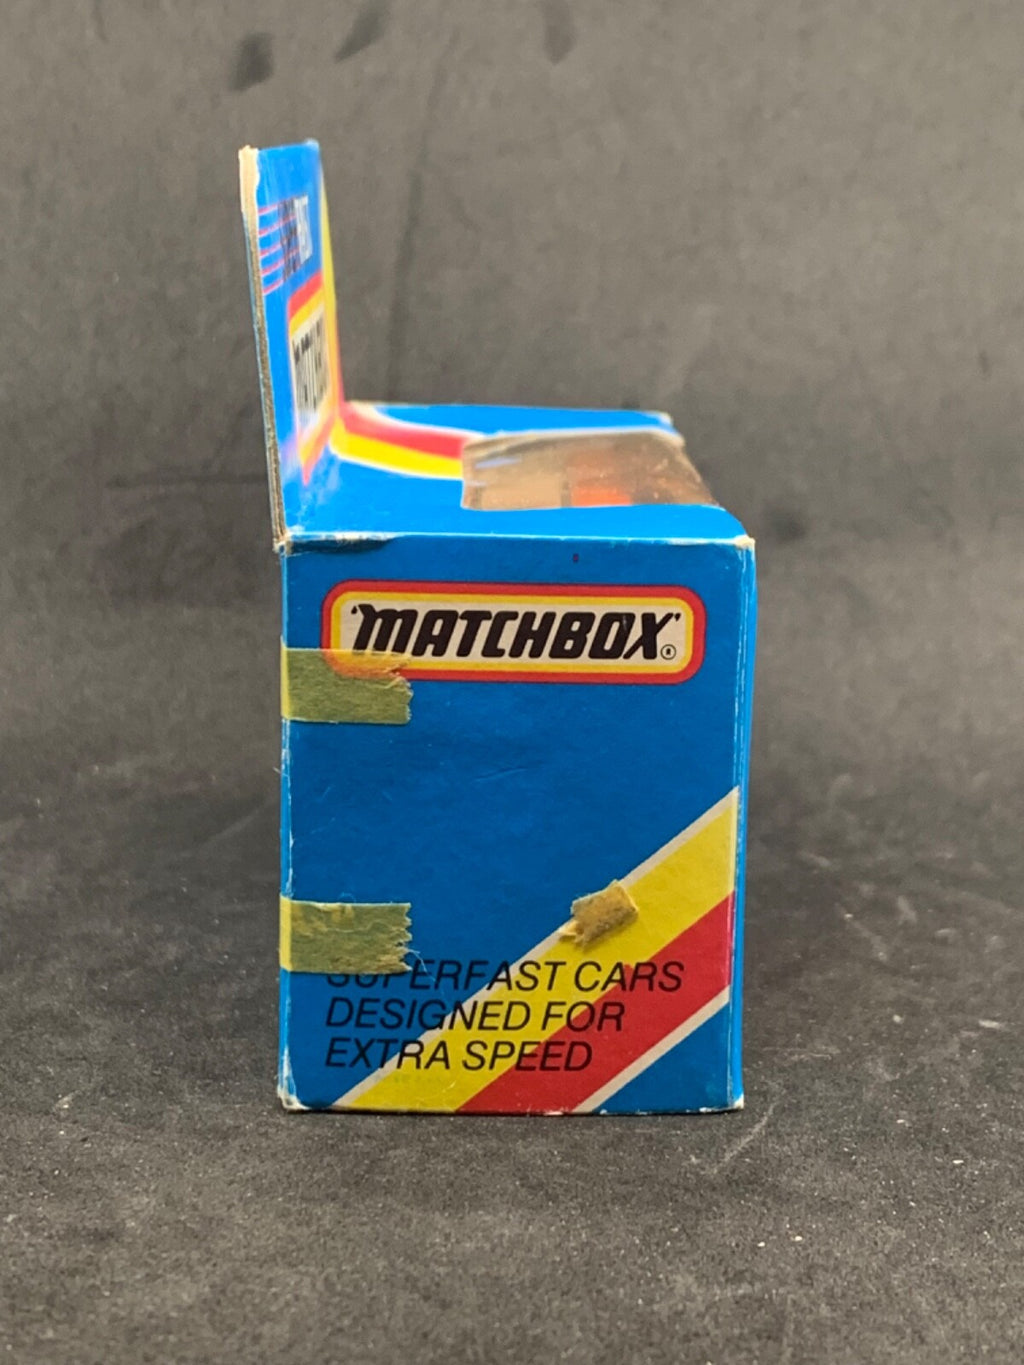 'MATCHBOX' ®
SUPERFAST CARS
DESIGNED FOR
EXTRA SPEED